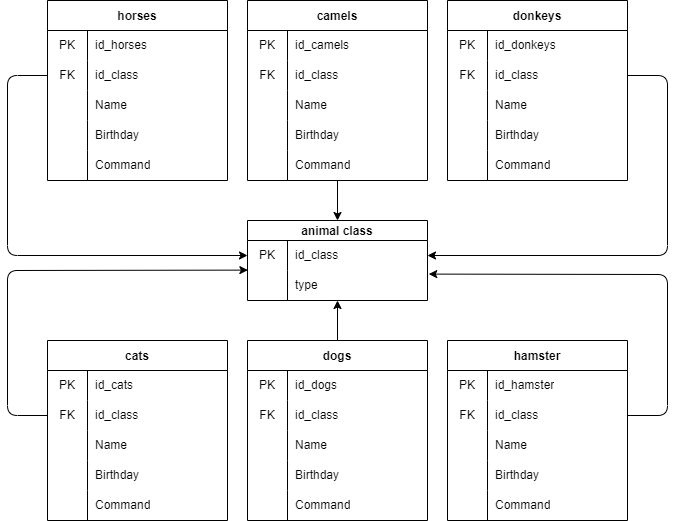 horses
PK id_horses
FK id_class
Name
Birthday
Command
camels
PK id_camels
FK id_class
Name
Birthday
Command
donkeys
PK id_donkeys
FK id_class
Name
Birthday
Command
animal class
PK id_class
type
cats
PK id_cats
FK id_class
Name
Birthday
Command
dogs
PK id_dogs
FK id_class
Name
Birthday
Command
hamster
PK id_hamster
FK id_class
Name
Birthday
Command